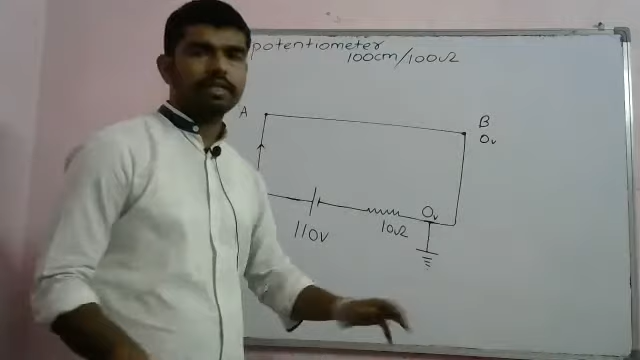 potentiometer
100cm/100Ω
A
B
0v
0v
110v
10Ω